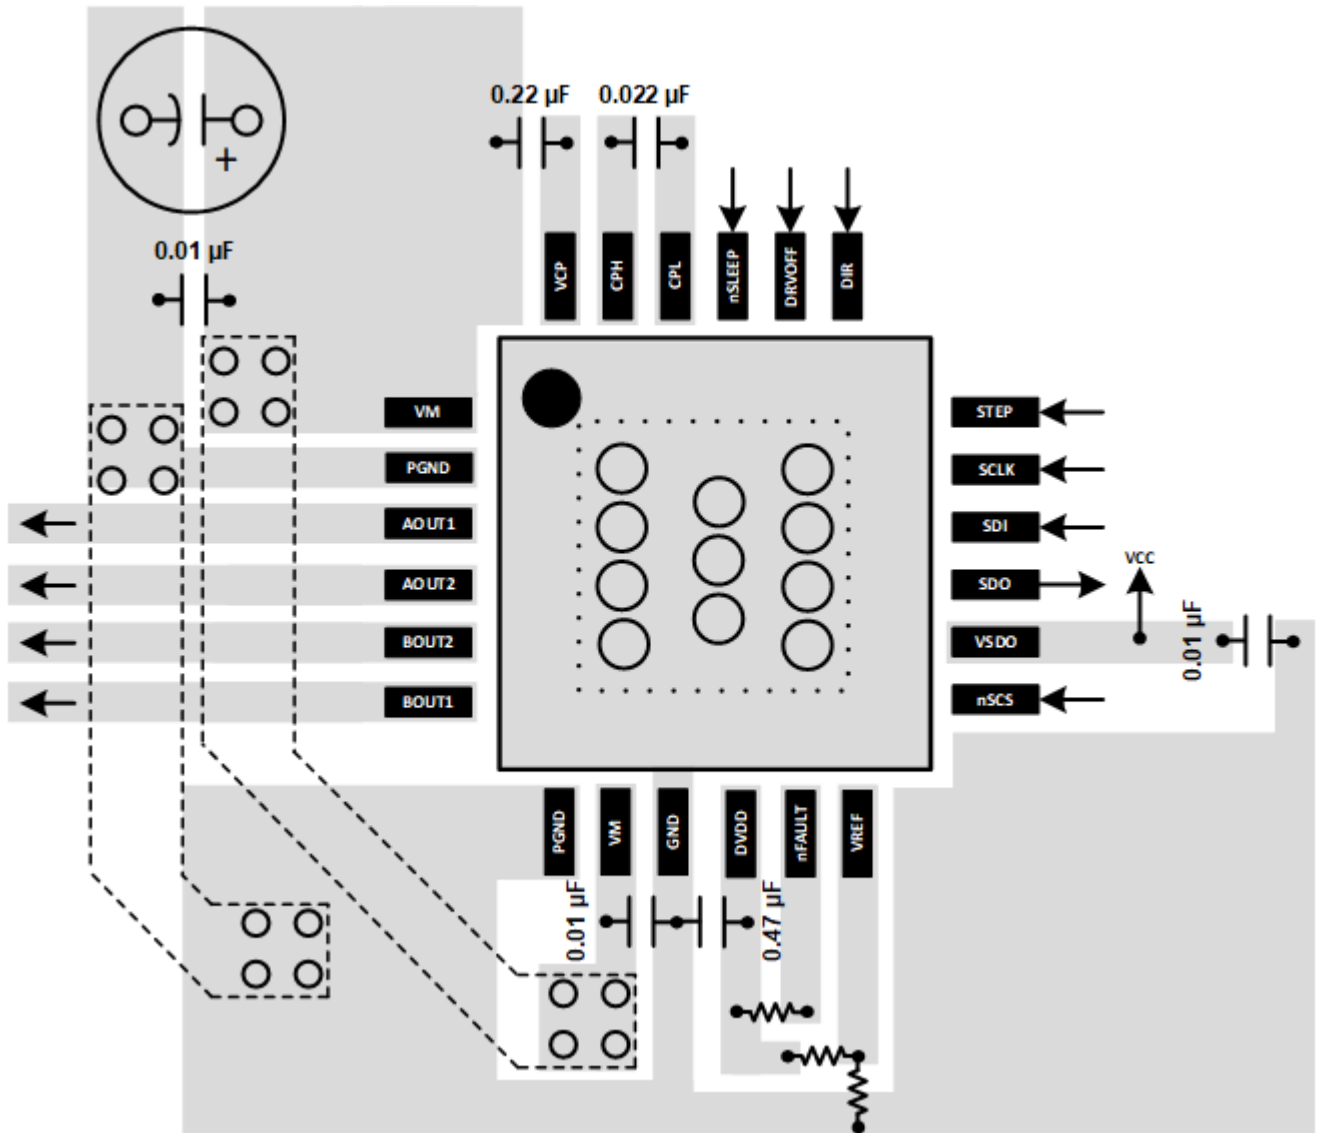 0.22 µF
0.022 µF
+
0.01 µF
VCP
CPH
CPL
nSLEEP
DRVOFF
DIR
VM
PGND
AOUT1
AOUT2
BOUT2
BOUT1
STEP
SCLK
SDI
SDO
VSDO
nSCS
VCC
0.01 µF
PGND
VM
GND
DVDD
nFAULT
VREF
0.01 µF
0.47 µF